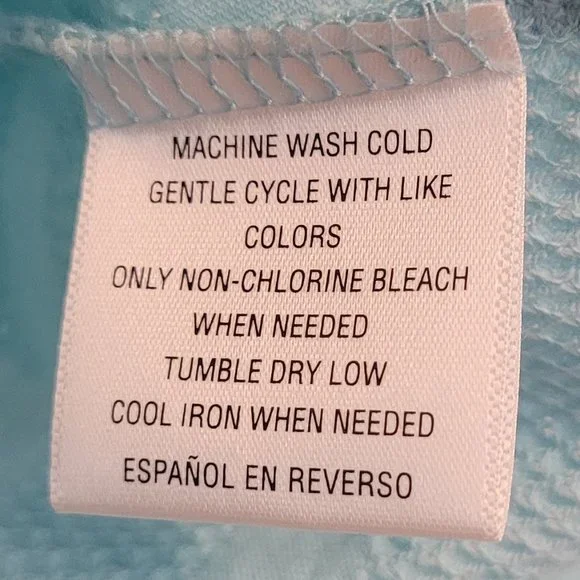 MACHINE WASH COLD
GENTLE CYCLE WITH LIKE
COLORS
ONLY NON-CHLORINE BLEACH
WHEN NEEDED
TUMBLE DRY LOW
COOL IRON WHEN NEEDED
ESPAÑOL EN REVERSO